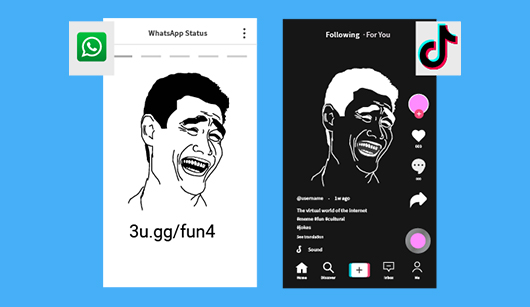 WhatsApp Status
3u.gg/fun4
Following · For You
@username · 1w ago
The virtual world of the Internet
#meme #fun #cultural
#jokes
See translation
Sound
Home
Discover
Inbox
Me